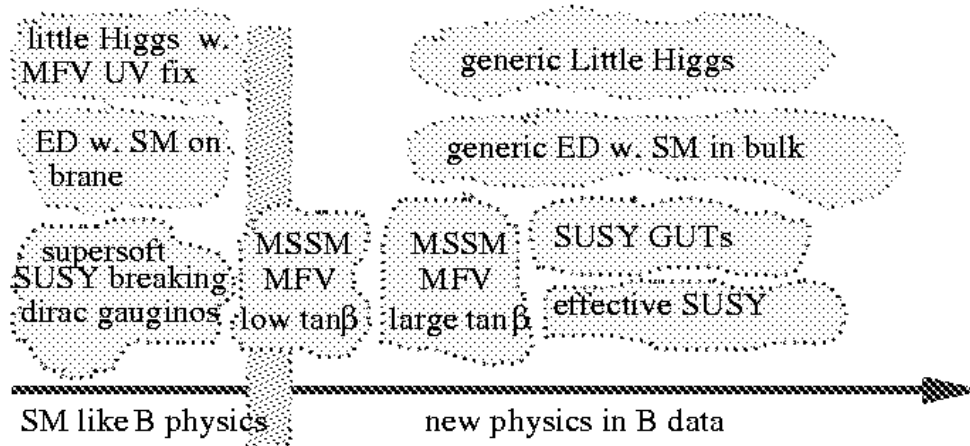 little Higgs w.
MFV UV fix
generic Little Higgs
ED w. SM on
brane
generic ED w. SM in bulk
supersoft
SUSY breaking
dirac gauginos
MSSM
MFV
low tanβ
MSSM
MFV
large tan β
SUSY GUTs
effective SUSY
SM like B physics
new physics in B data